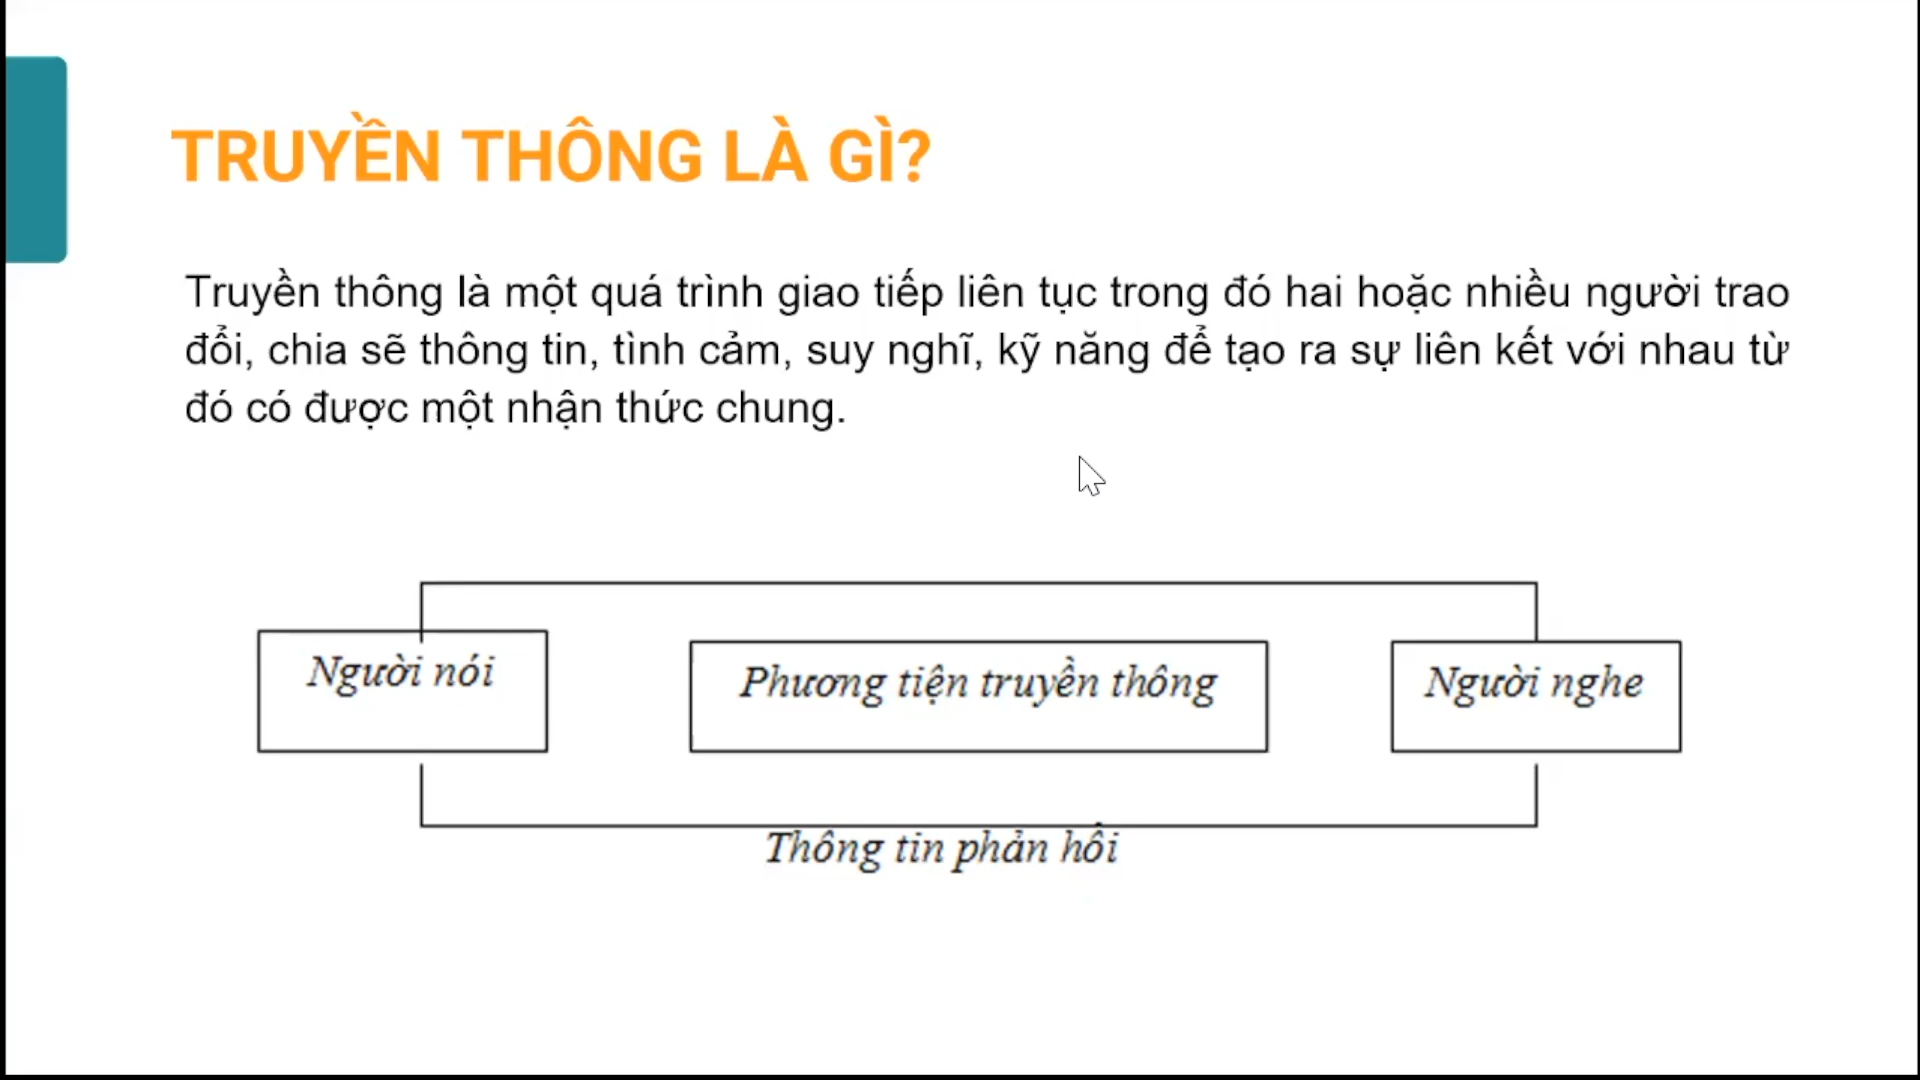 TRUYỀN THÔNG LÀ GÌ?
Truyền thông là một quá trình giao tiếp liên tục trong đó hai hoặc nhiều người trao
đổi, chia sẽ thông tin, tình cảm, suy nghĩ, kỹ năng để tạo ra sự liên kết với nhau từ
đó có được một nhận thức chung.
Người nói
Phương tiện truyền thông
Người nghe
Thông tin phản hồi